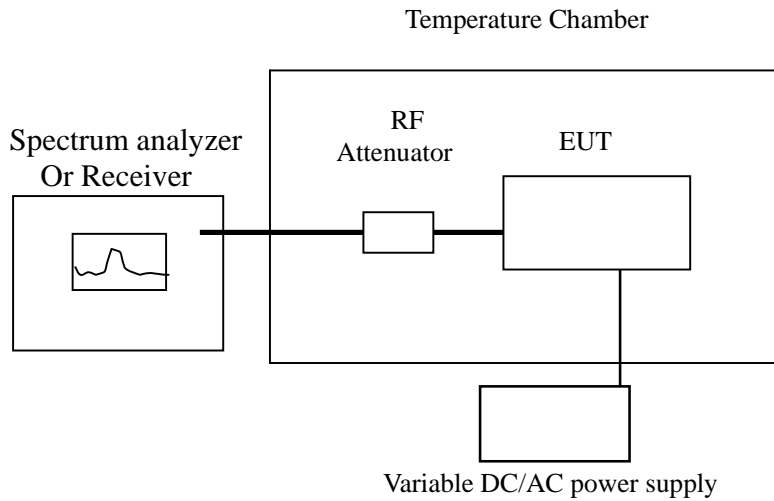 Temperature Chamber
RF
Attenuator
EUT
Spectrum analyzer
Or Receiver
Variable DC/AC power supply